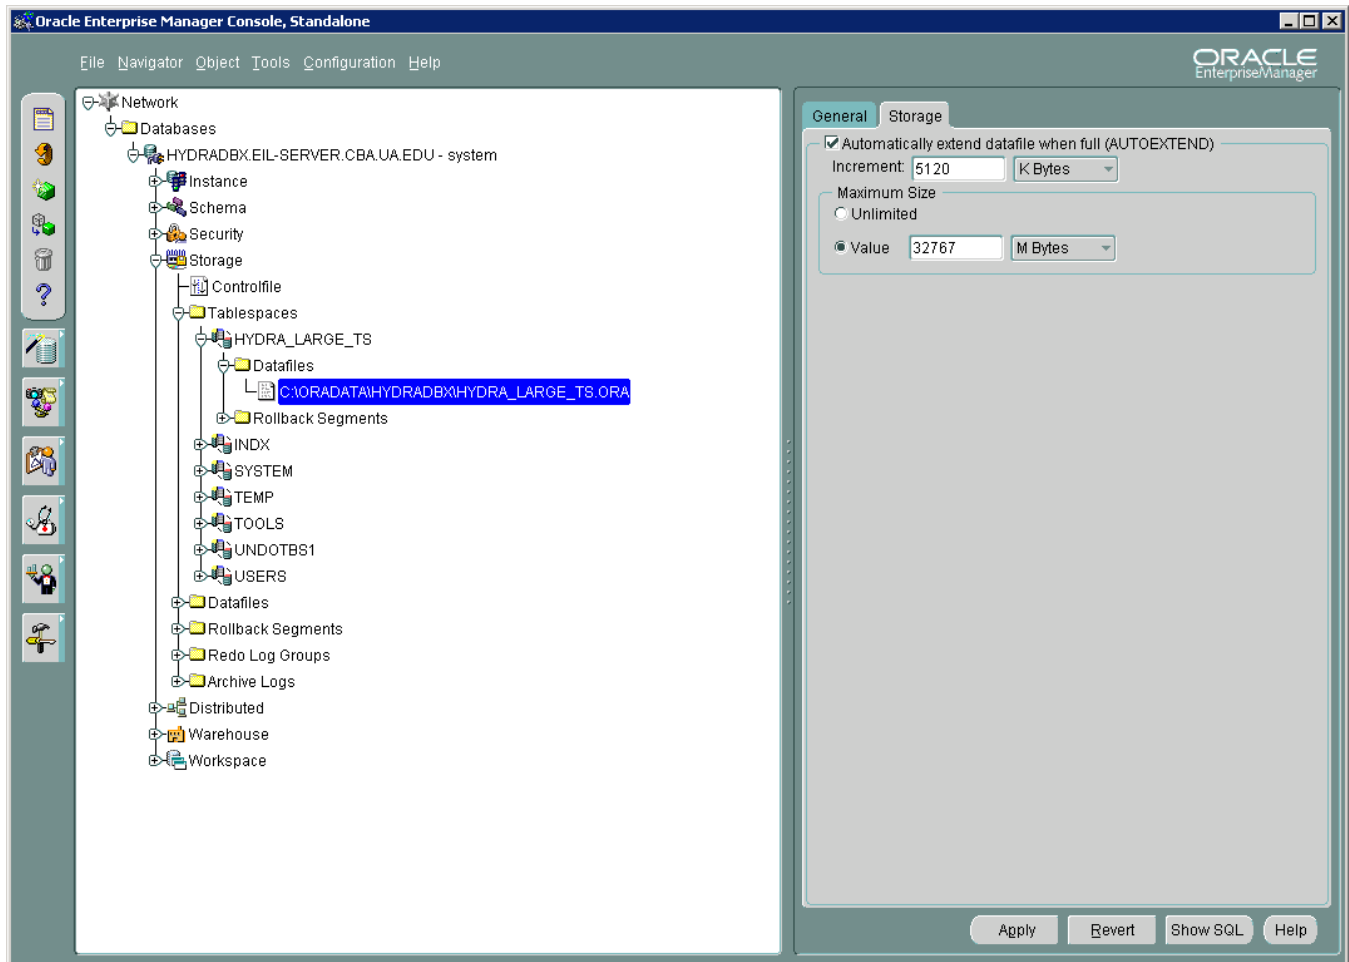 Oracle Enterprise Manager Console, Standalone
File Navigator Object Tools Configuration Help
ORACLE
EnterpriseManager
Network
Databases
HYDRADBX.EIL-SERVER.CBA.UA.EDU - system
Instance
Schema
Security
Storage
Controlfile
Tablespaces
HYDRA_LARGE_TS
Datafiles
C:\ORADATA\HYDRADBX\HYDRA_LARGE_TS.ORA
Rollback Segments
INDX
SYSTEM
TEMP
TOOLS
UNDOTBS1
USERS
Datafiles
Rollback Segments
Redo Log Groups
Archive Logs
Distributed
Warehouse
Workspace
General Storage
Automatically extend datafile when full (AUTOEXTEND)
Increment: 5120 K Bytes
Maximum Size
Unlimited
Value 32767 M Bytes
Apply Revert Show SQL Help